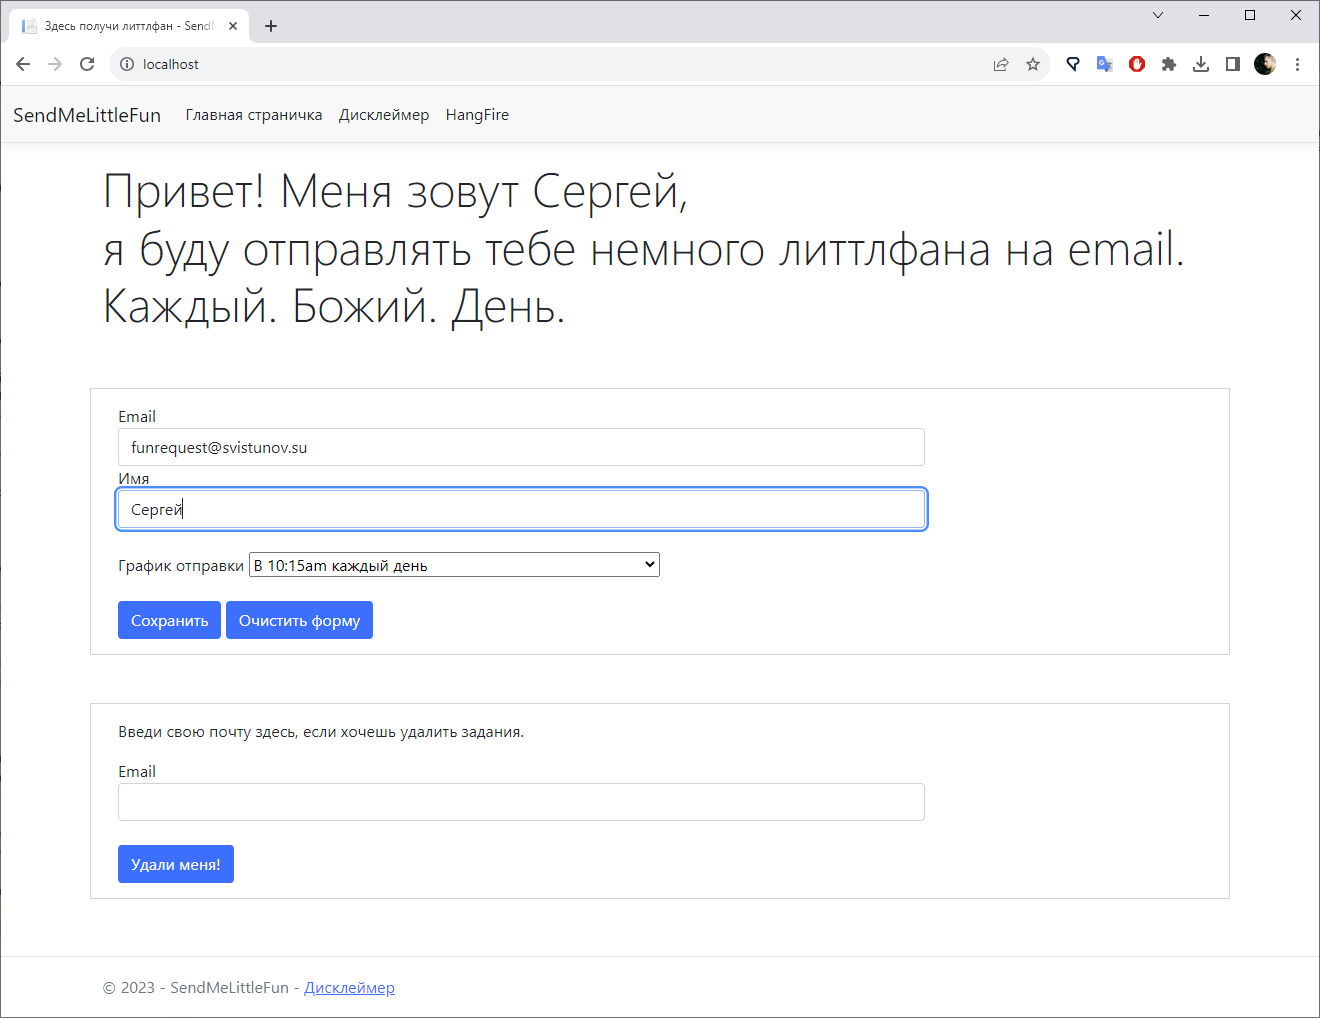 Здесь получи литтлфан - Send
localhost
SendMeLittleFun Главная страничка Дисклеймер HangFire
Привет! Меня зовут Сергей,
я буду отправлять тебе немного литтлфана на email.
Каждый. Божий. День.
Email
funrequest@svistunov.su
Имя
Сергей
График отправки В 10:15am каждый день
Сохранить Очистить форму
Введи свою почту здесь, если хочешь удалить задания.
Email
Удали меня!
© 2023 - SendMeLittleFun - Дисклеймер